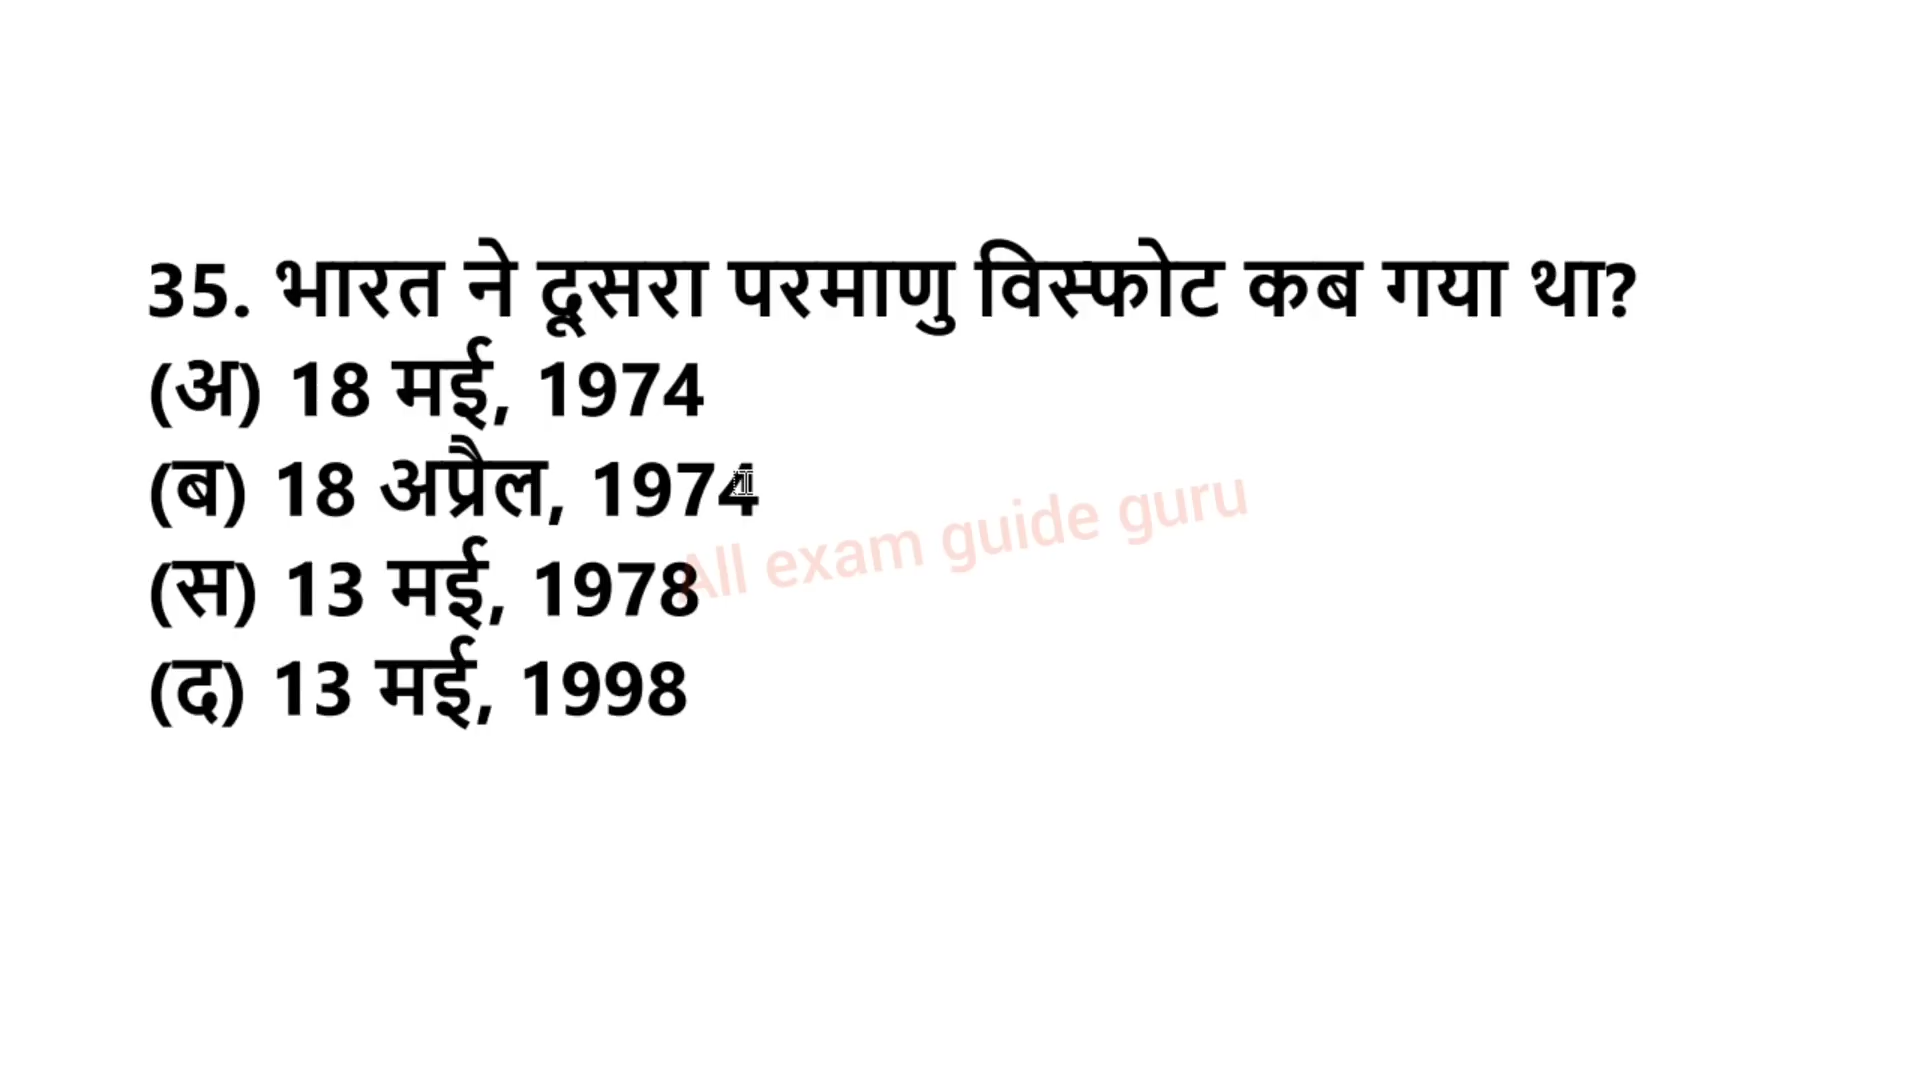 35. भारत ने दूसरा परमाणु विस्फोट कब गया था?
(अ) 18 मई, 1974
(ब) 18 अप्रैल, 1974
(स) 13 मई, 1978
(द) 13 मई, 1998
All exam guide guru